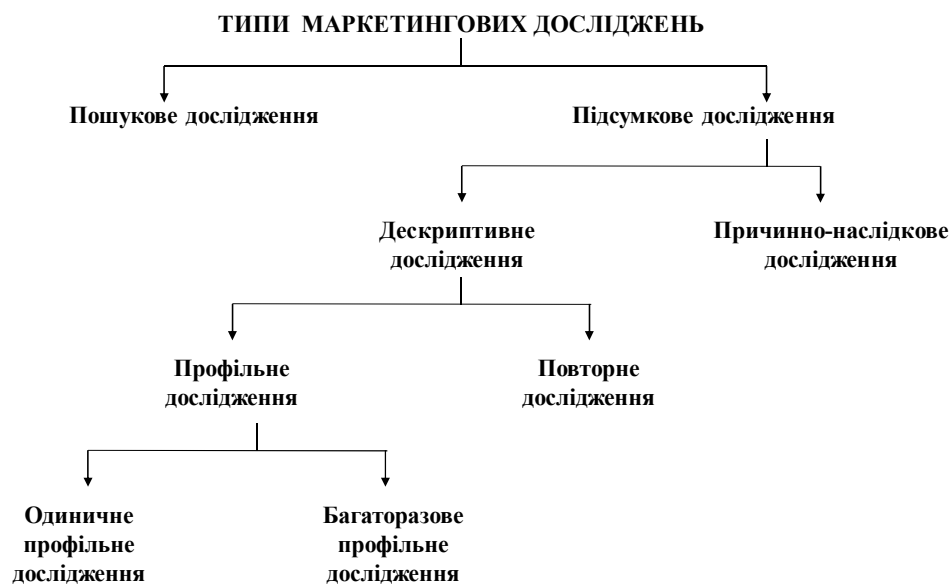 ТИПИ МАРКЕТИНГОВИХ ДОСЛІДЖЕНЬ
Пошукове дослідження
Підсумкове дослідження
Дескриптивне
дослідження
Причинно-наслідкове
дослідження
Профільне
дослідження
Повторне
дослідження
Одиничне
профільне
дослідження
Багаторазове
профільне
дослідження